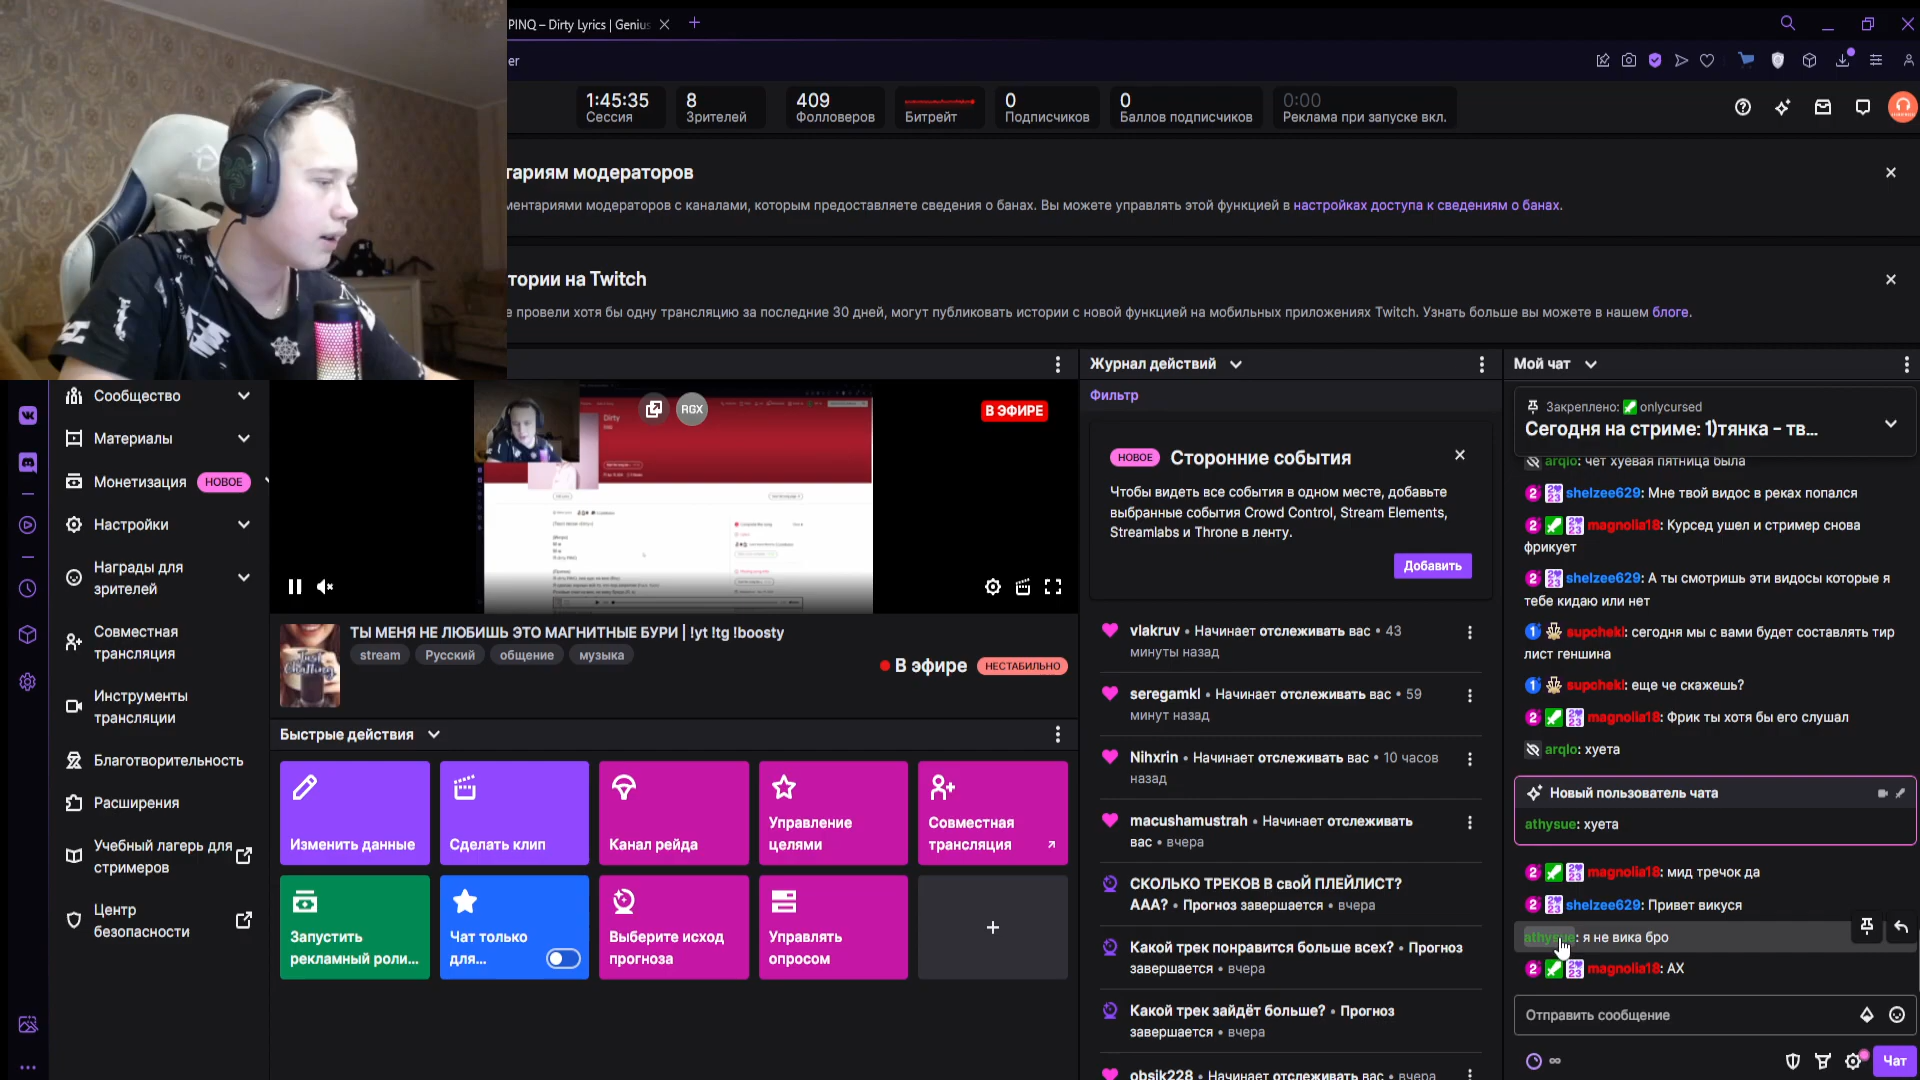 PINQ – Dirty Lyrics | Genius
er
1:45:35
Сессия
8
Зрителей
409
Фолловеров
Битрейт
0
Подписчиков
0
Баллов подписчиков
0:00
Реклама при запуске вкл.
тариям модераторов
ментариями модераторов с каналами, которым предоставляете сведения о банах. Вы можете управлять этой функцией в настройках доступа к сведениям о банах.
тории на Twitch
е провели хотя бы одну трансляцию за последние 30 дней, могут публиковать истории с новой функцией на мобильных приложениях Twitch. Узнать больше вы можете в нашем блоге.
Сообщество
Материалы
Монетизация НОВОЕ
Настройки
Награды для
зрителей
Совместная
трансляция
Инструменты
трансляции
Благотворительность
Расширения
Учебный лагерь для
стримеров
Центр
безопасности
Dirty
RGX
В ЭФИРЕ
ТЫ МЕНЯ НЕ ЛЮБИШЬ ЭТО МАГНИТНЫЕ БУРИ | !yt !tg !boosty
stream Русский общение музыка
В эфире НЕСТАБИЛЬНО
Быстрые действия
Изменить данные
Сделать клип
Канал рейда
Управление
целями
Совместная
трансляция
Запустить
рекламный роли...
Чат только
для...
Выберите исход
прогноза
Управлять
опросом
Журнал действий
Фильтр
НОВОЕ Сторонние события
Чтобы видеть все события в одном месте, добавьте
выбранные события Crowd Control, Stream Elements,
Streamlabs и Throne в ленту.
Добавить
vlakruv • Начинает отслеживать вас • 43
минуты назад
seregamkl • Начинает отслеживать вас • 59
минут назад
Nihxrin • Начинает отслеживать вас • 10 часов
назад
macushamustrah • Начинает отслеживать
вас • вчера
СКОЛЬКО ТРЕКОВ В своЙ ПЛЕЙЛИСТ?
ААА? • Прогноз завершается • вчера
Какой трек понравится больше всех? • Прогноз
завершается • вчера
Какой трек зайдёт больше? • Прогноз
завершается • вчера
obsik228 • Начинает отслеживать вас • вчера
Мой чат
Закреплено: onlycursed
Сегодня на стриме: 1)тянка - тв...
arqlo: чет хуевая пятница была
shelzee629: Мне твой видос в реках попался
magnolia18: Курсед ушел и стример снова
фрикует
shelzee629: А ты смотришь эти видосы которые я
тебе кидаю или нет
supcheki: сегодня мы с вами будет составлять тир
лист геншина
supcheki: еще че скажешь?
magnolia18: Фрик ты хотя бы его слушал
arqlo: хуета
Новый пользователь чата
athysue: хуета
magnolia18: мид тречок да
shelzee629: Привет викуся
athysue: я не вика бро
magnolia18: АХ
Отправить сообщение
Чат